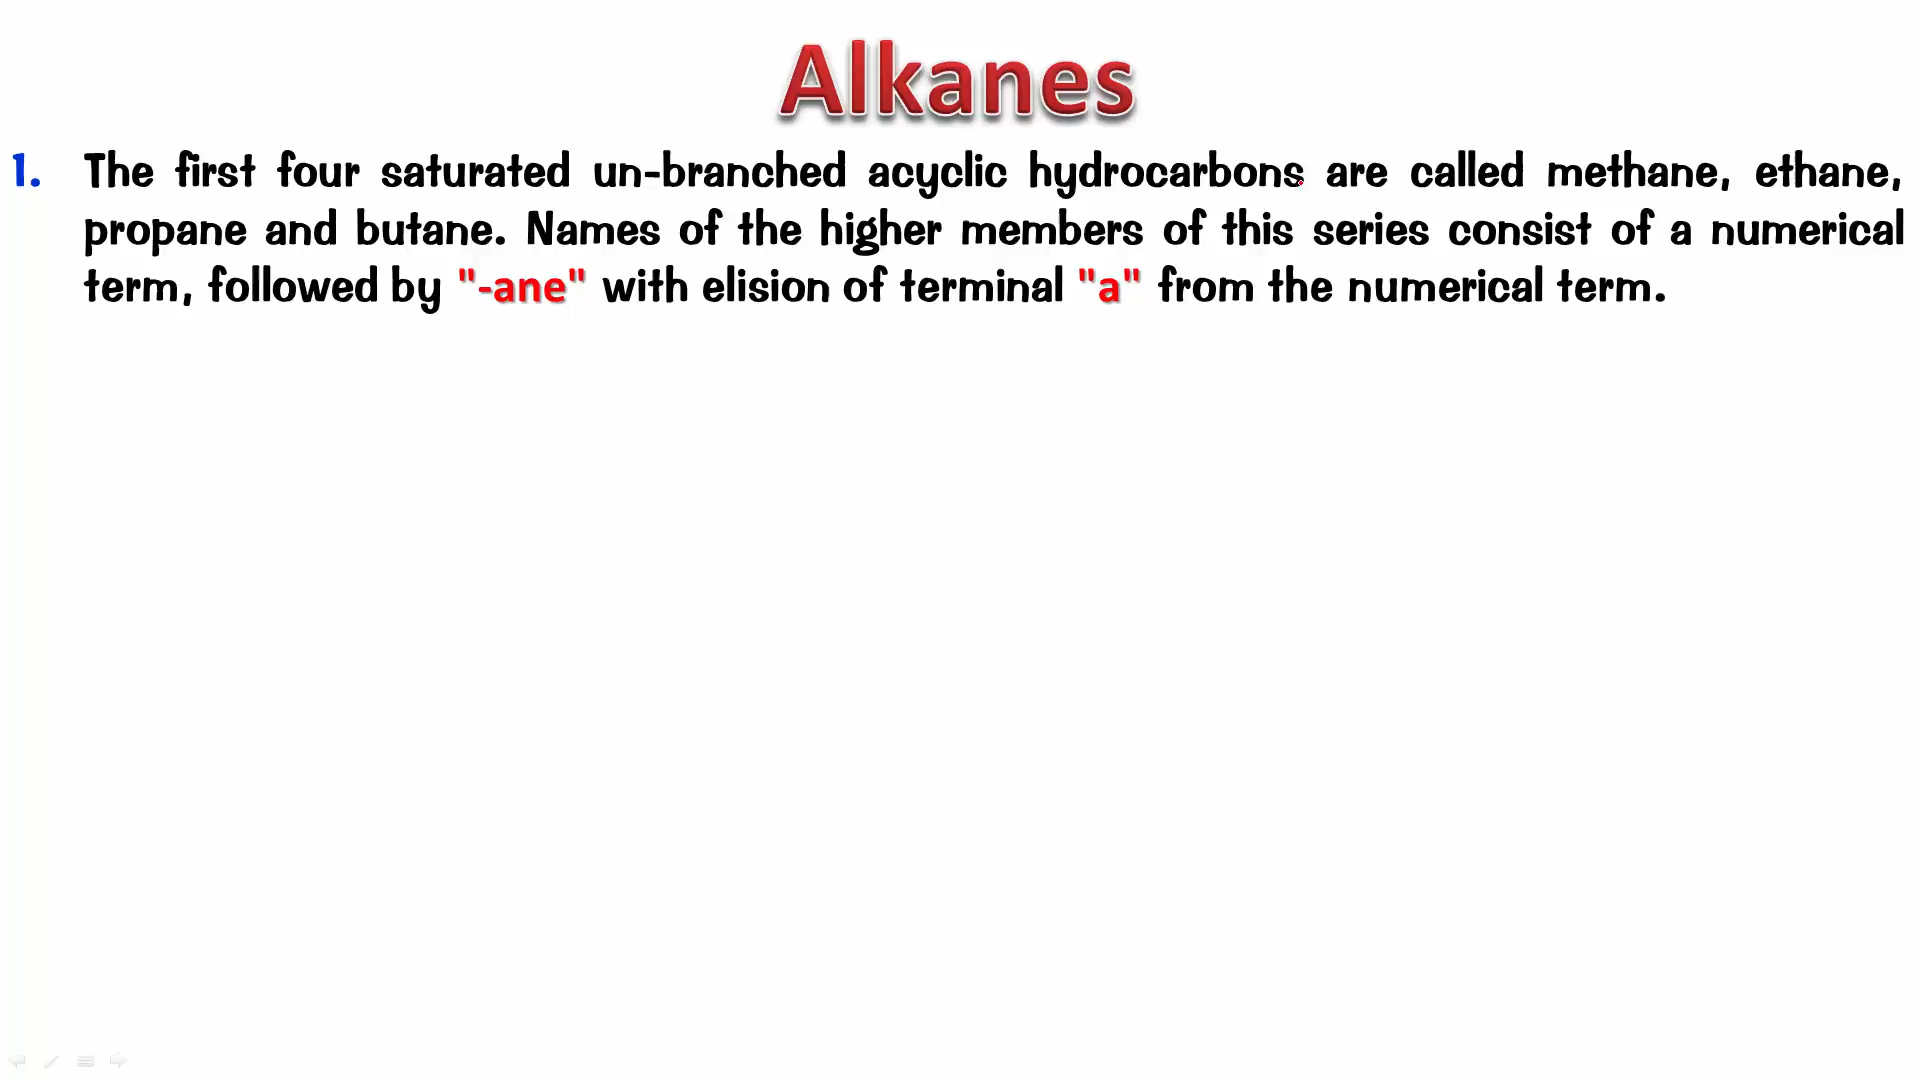 Alkanes
1. The first four saturated un-branched acyclic hydrocarbons are called methane, ethane,
propane and butane. Names of the higher members of this series consist of a numerical
term, followed by "-ane" with elision of terminal "a" from the numerical term.